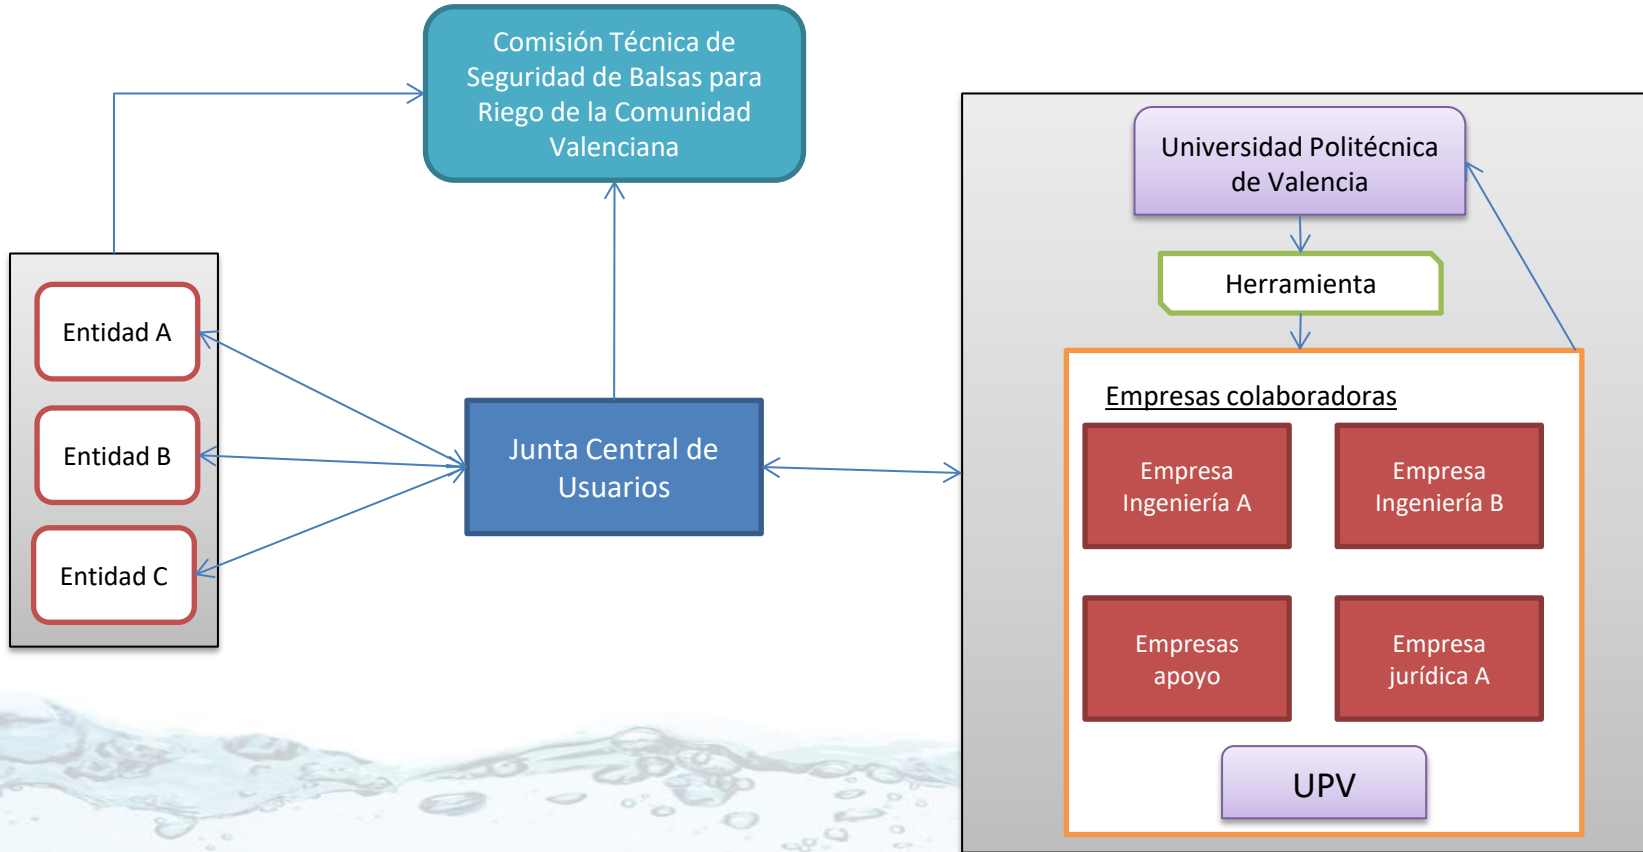 Comisión Técnica de
Seguridad de Balsas para
Riego de la Comunidad
Valenciana
Entidad A
Entidad B
Entidad C
Junta Central de
Usuarios
Universidad Politécnica
de Valencia
Herramienta
Empresas colaboradoras
Empresa
Ingeniería A
Empresa
Ingeniería B
Empresas
apoyo
Empresa
jurídica A
UPV